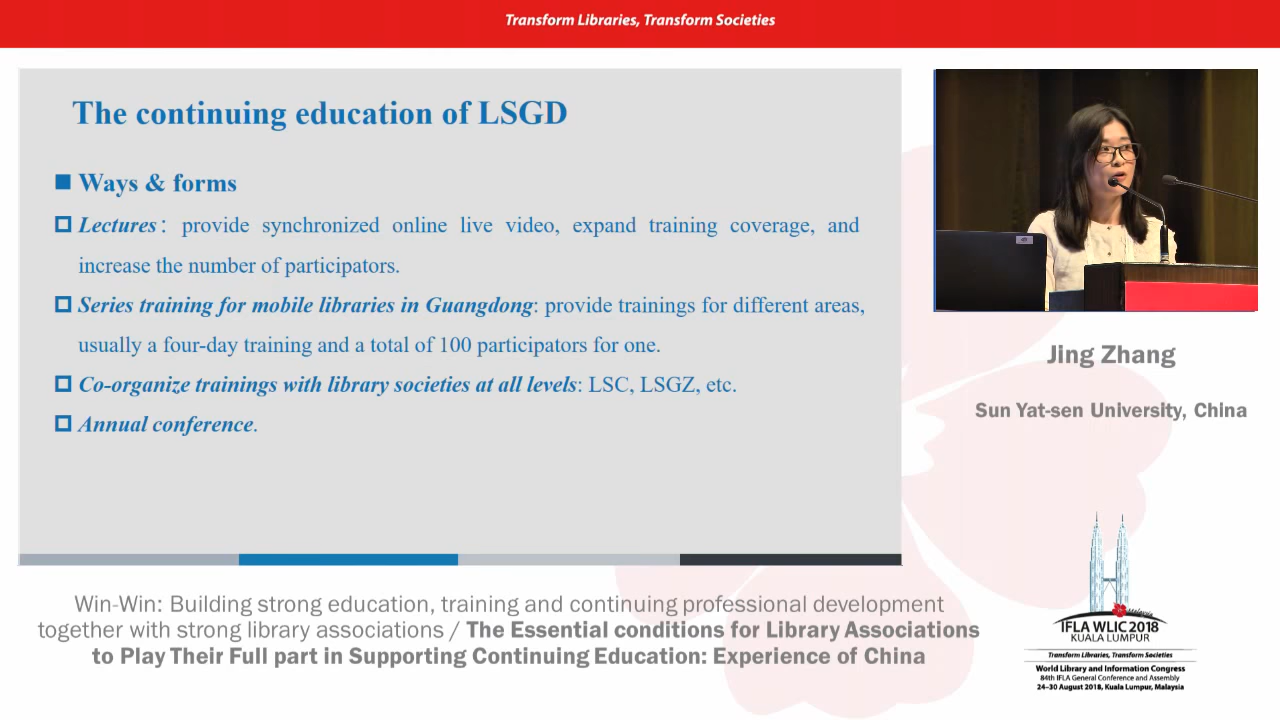 Transform Libraries, Transform Societies
The continuing education of LSGD
Ways & forms
Lectures: provide synchronized online live video, expand training coverage, and
increase the number of participators.
Series training for mobile libraries in Guangdong: provide trainings for different areas,
usually a four-day training and a total of 100 participators for one.
Co-organize trainings with library societies at all levels: LSC, LSGZ, etc.
Annual conference.
Jing Zhang
Sun Yat-sen University, China
Win-Win: Building strong education, training and continuing professional development
together with strong library associations / The Essential conditions for Library Associations
to Play Their Full part in Supporting Continuing Education: Experience of China
Malaysia
IFLA WLIC 2018
KUALA LUMPUR
Transform Libraries, Transform Societies
World Library and Information Congress
84th IFLA General Conference and Assembly
24–30 August 2018, Kuala Lumpur, Malaysia